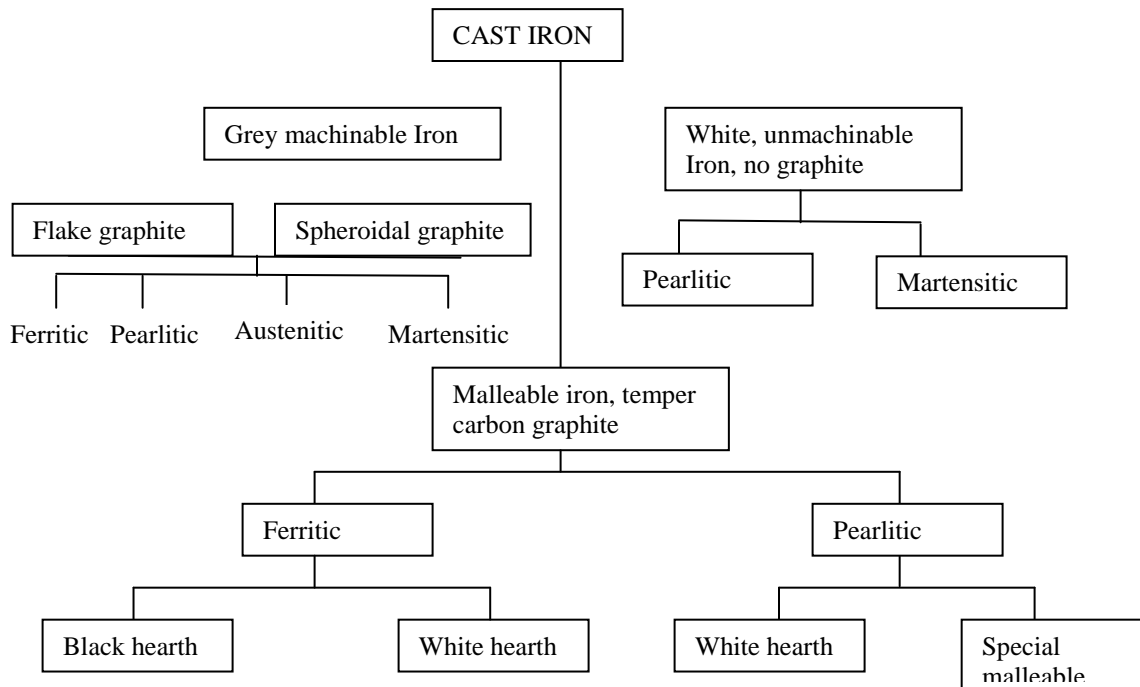 CAST IRON
Grey machinable Iron
White, unmachinable
Iron, no graphite
Flake graphite
Spheroidal graphite
Pearlitic
Martensitic
Ferritic
Pearlitic
Austenitic
Martensitic
Malleable iron, temper
carbon graphite
Ferritic
Pearlitic
Black hearth
White hearth
White hearth
Special
malleable